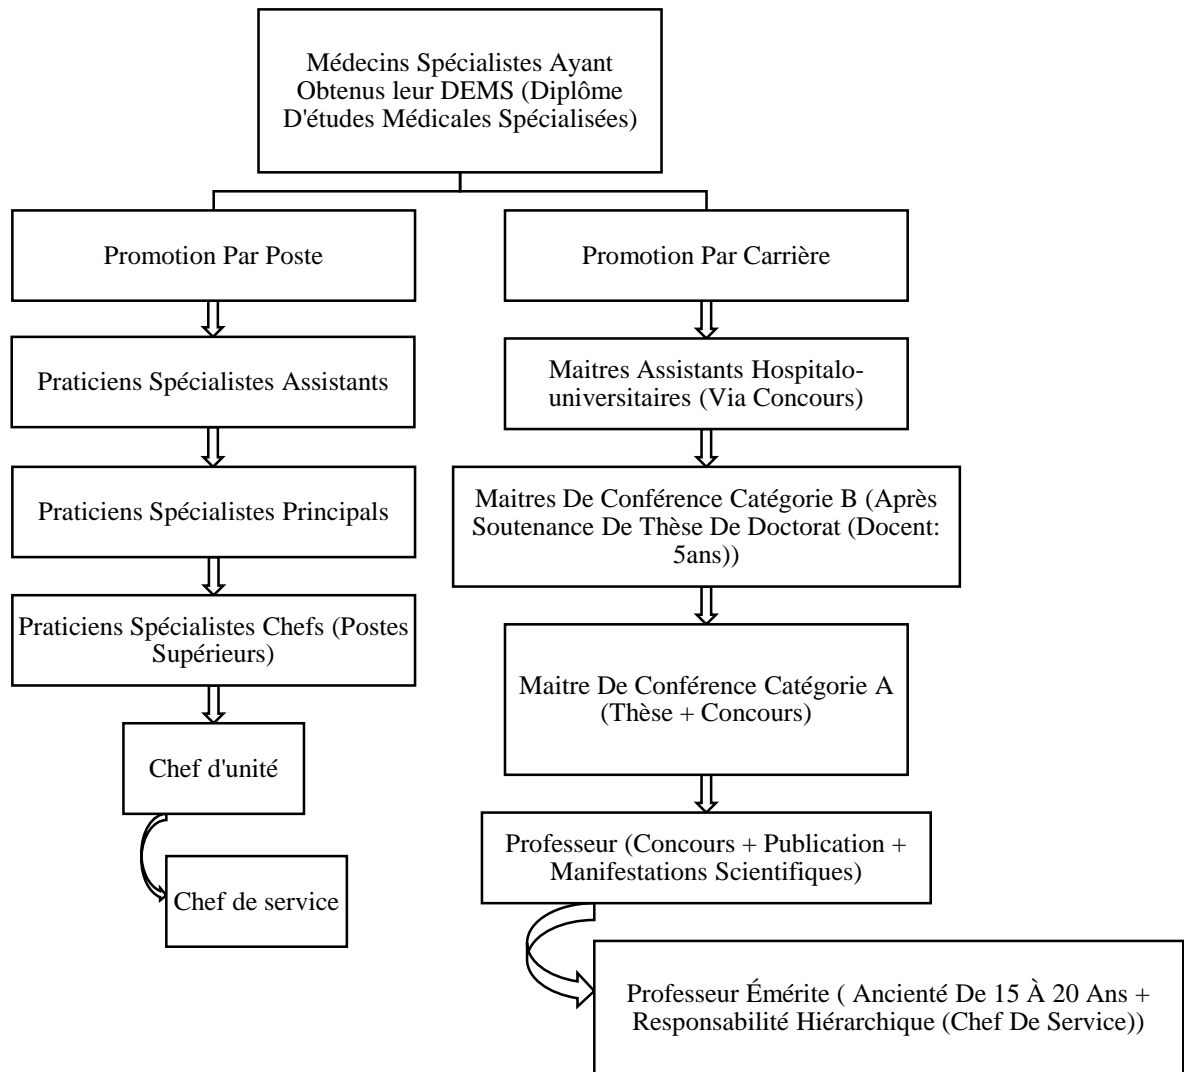 Médecins Spécialistes Ayant
Obtenus leur DEMS (Diplôme
D'études Médicales Spécialisées)
Promotion Par Poste
Praticiens Spécialistes Assistants
Praticiens Spécialistes Principals
Praticiens Spécialistes Chefs (Postes
Supérieurs)
Chef d'unité
Chef de service
Promotion Par Carrière
Maitres Assistants Hospitalo-
universitaires (Via Concours)
Maitres De Conférence Catégorie B (Après
Soutenance De Thèse De Doctorat (Docent:
5ans))
Maitre De Conférence Catégorie A
(Thèse + Concours)
Professeur (Concours + Publication +
Manifestations Scientifiques)
Professeur Émérite ( Ancienté De 15 À 20 Ans +
Responsabilité Hiérarchique (Chef De Service))